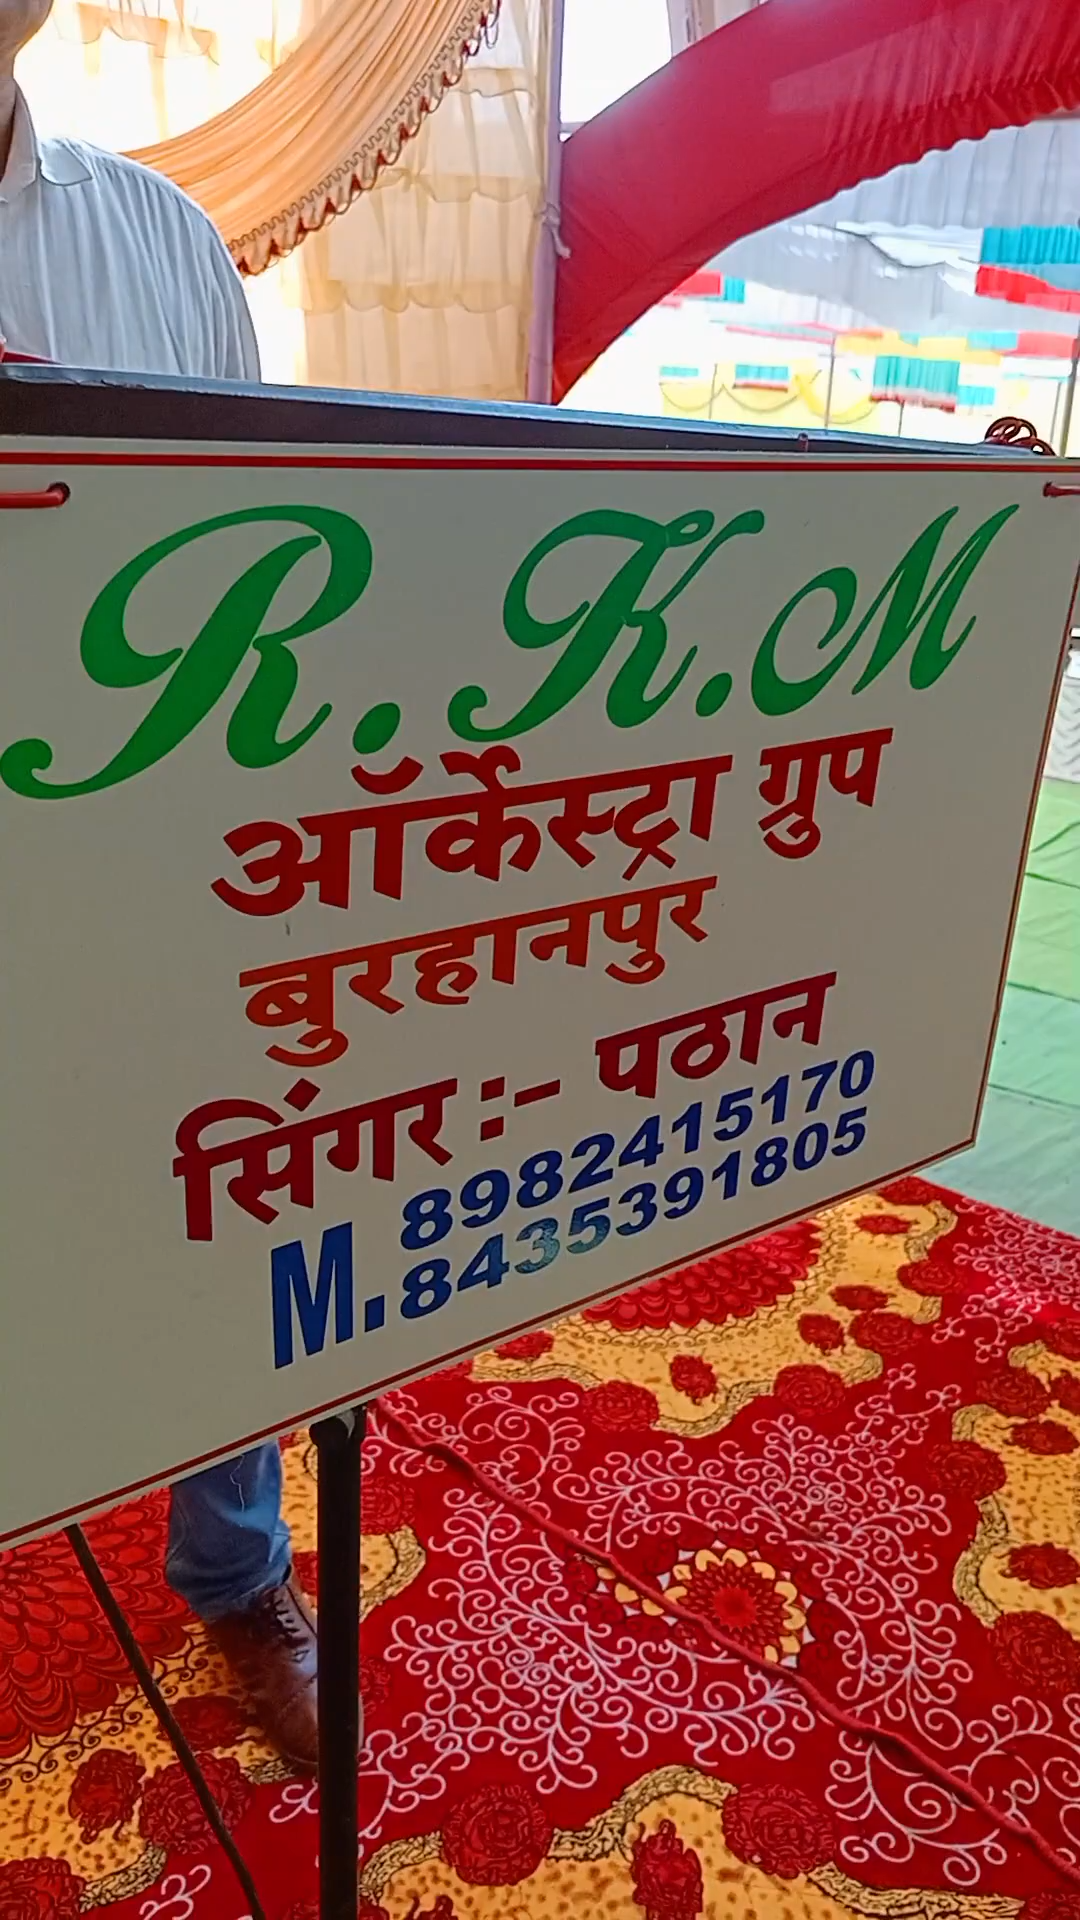 R.K.M
ऑर्केस्ट्रा ग्रुप
बुरहानपुर
सिंगर :- पठान
M. 8982415170
8435391805